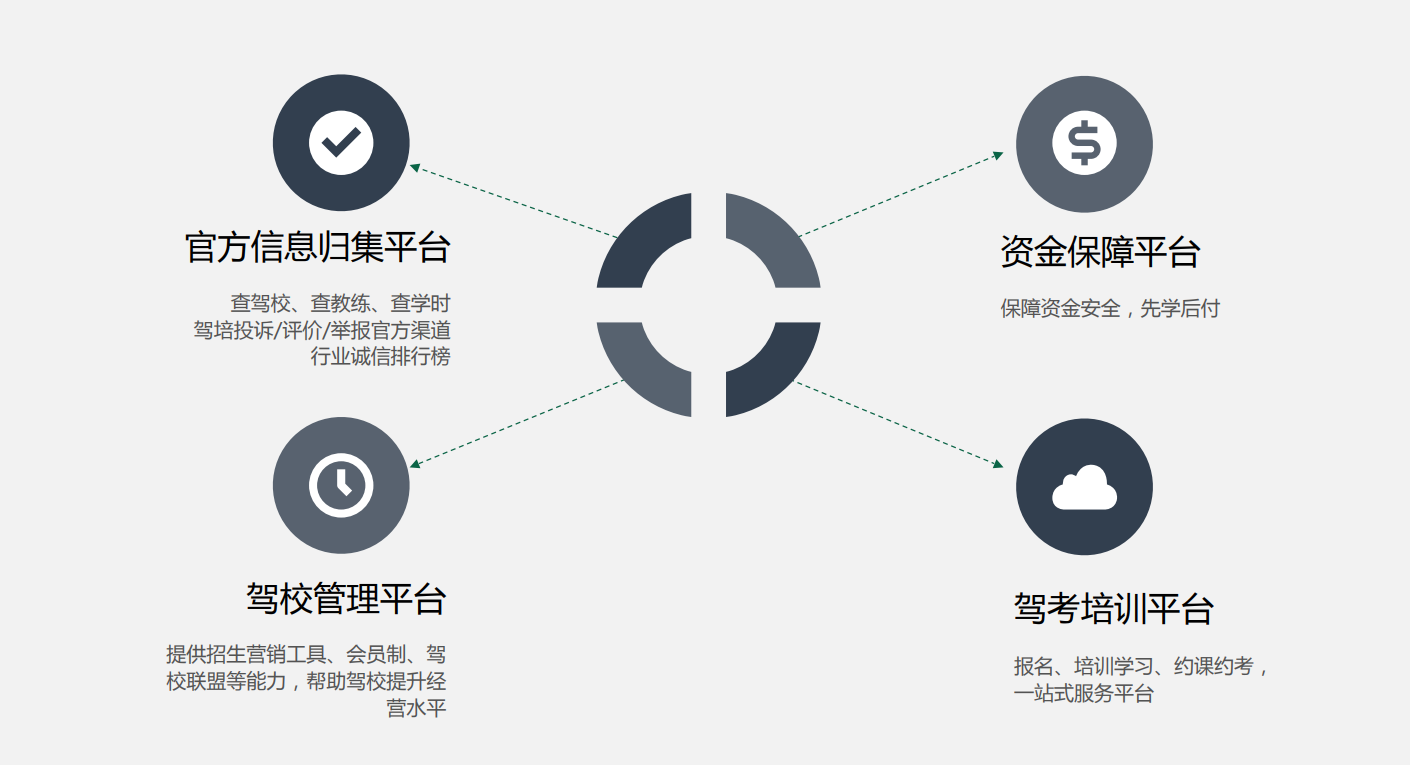 官方信息归集平台
查驾校、查教练、查学时
驾培投诉/评价/举报官方渠道
行业诚信排行榜
资金保障平台
保障资金安全，先学后付
驾校管理平台
提供招生营销工具、会员制、驾
校联盟等能力，帮助驾校提升经
营水平
驾考培训平台
报名、培训学习、约课约考，
一站式服务平台